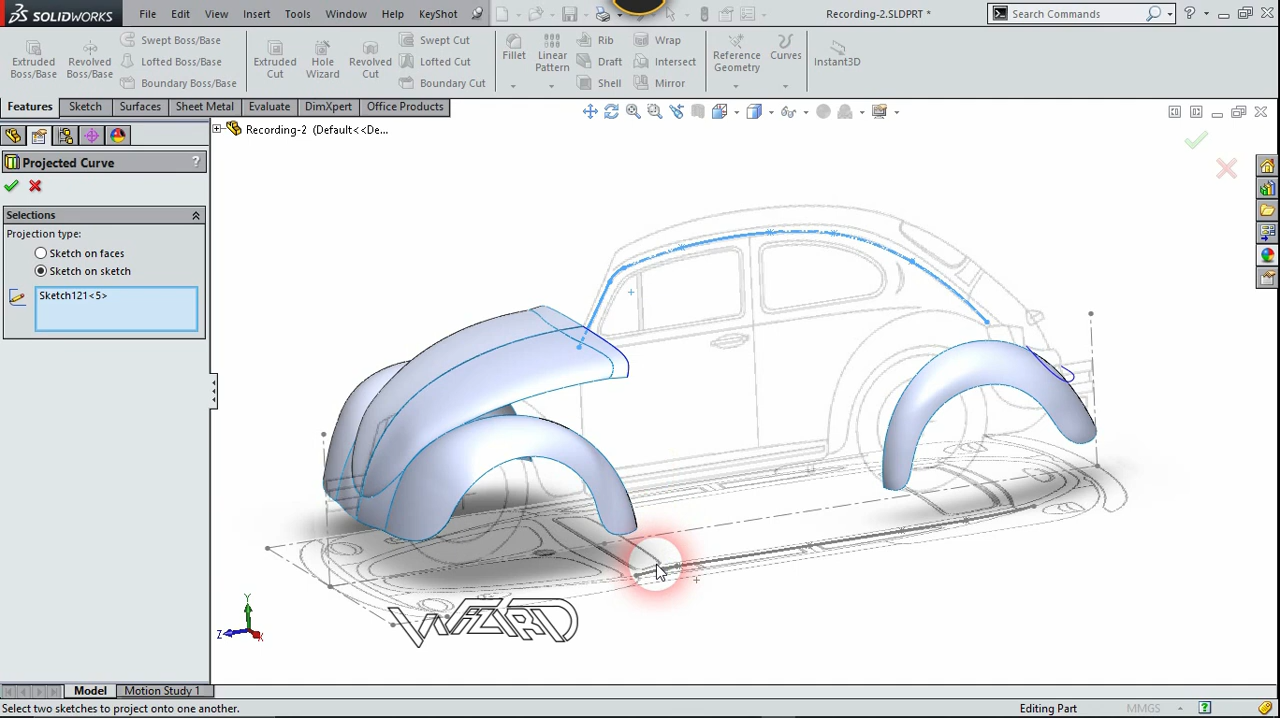 SOLIDWORKS File Edit View Insert Tools Window Help KeyShot Recording-2.SLDPRT * Search Commands
Extruded Boss/Base
Revolved Boss/Base
Swept Boss/Base
Lofted Boss/Base
Boundary Boss/Base
Extruded Cut
Hole Wizard
Revolved Cut
Swept Cut
Lofted Cut
Boundary Cut
Fillet
Linear Pattern
Rib
Draft
Shell
Wrap
Intersect
Mirror
Reference Geometry
Curves
Instant3D
Features Sketch Surfaces Sheet Metal Evaluate DimXpert Office Products
Recording-2 (Default<<De...
Projected Curve ?
Selections
Projection type:
Sketch on faces
Sketch on sketch
Sketch121<5>
Y
Z X
WIZARD
Model Motion Study 1
Select two sketches to project onto one another. Editing Part MMGS ?